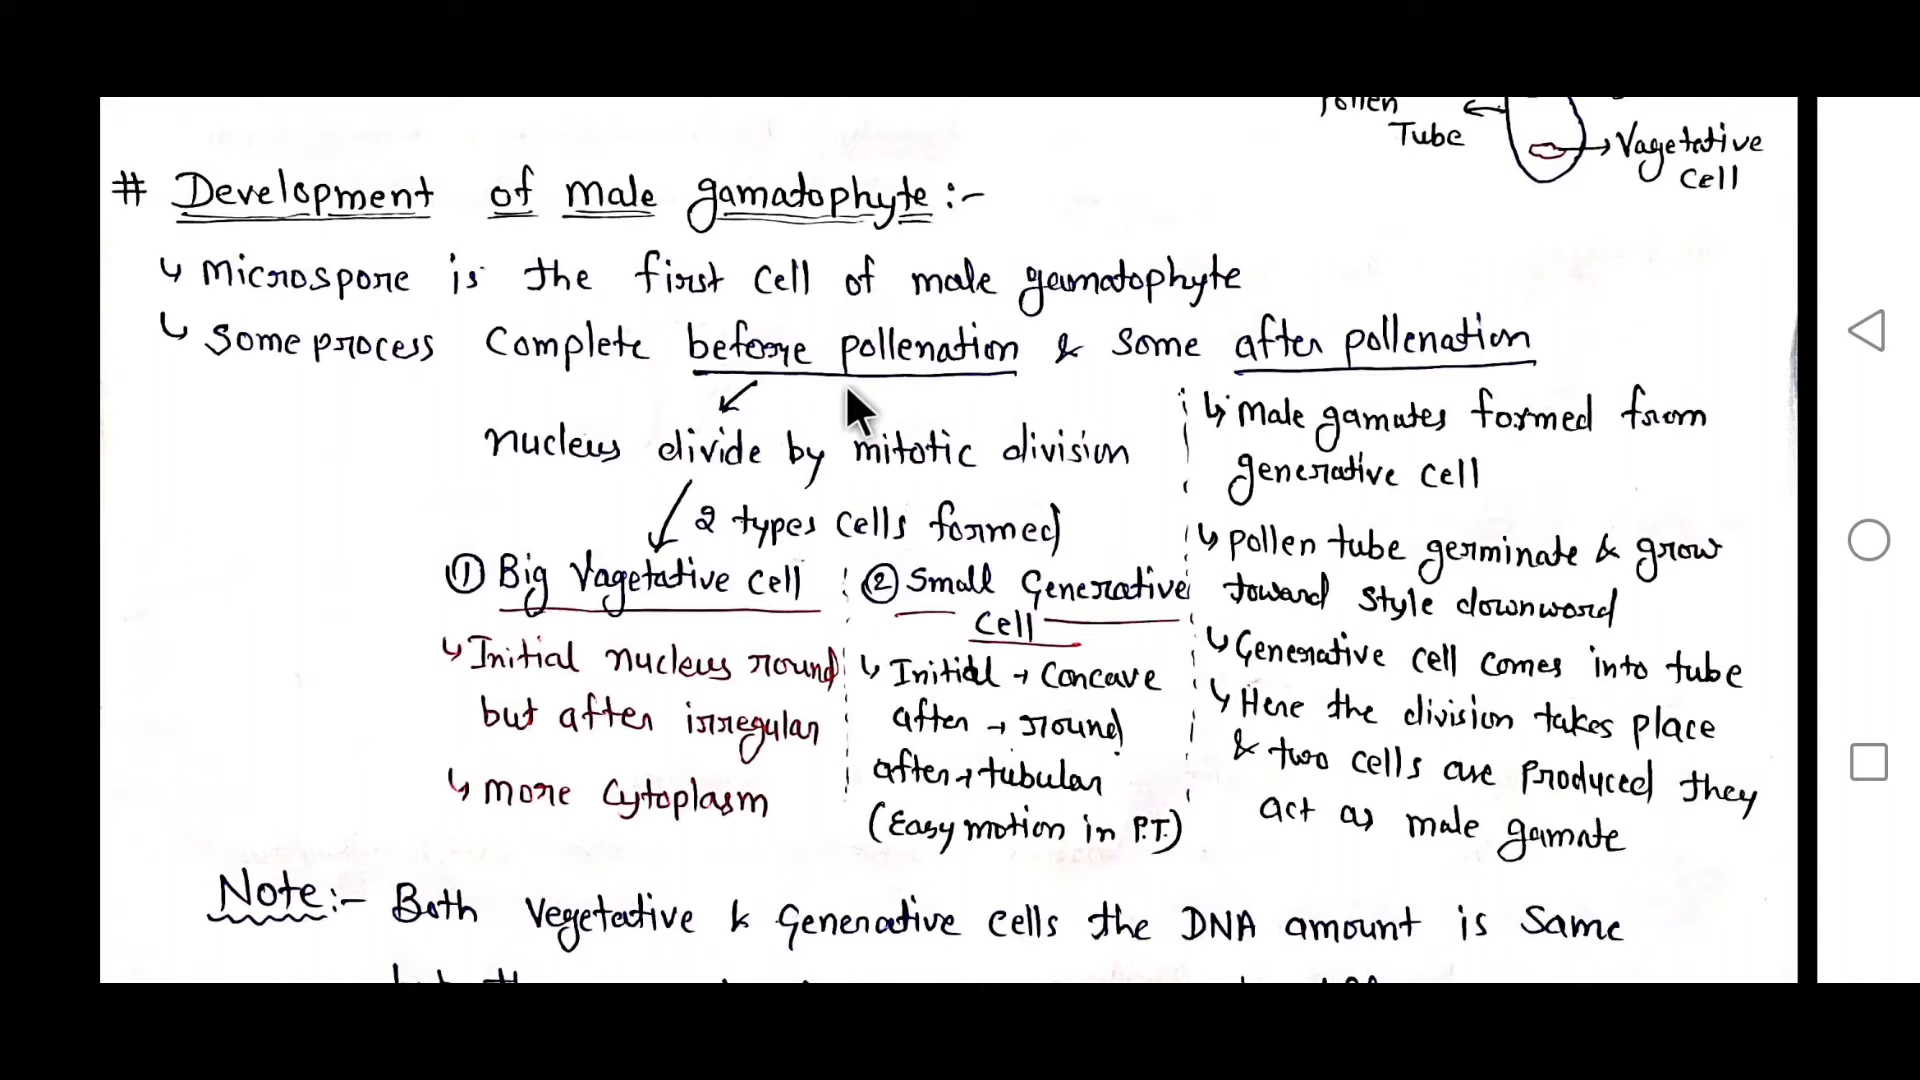 Pollen
Tube
Vagetative
Cell
# Development of male gamatophyte :-
↳ Microspore is the first cell of male gamatophyte
↳ Some process Complete before pollenation & some after pollenation
nucleus divide by mitotic division
2 types cells formed
① Big Vagetative cell
↳ Initial nucleus round
but after irregular
↳ more cytoplasm
② Small Generative
Cell
↳ Initial → Concave
after → round
after → tubular
(Easy motion in P.T.)
↳ Male gamates formed from
generative cell
↳ pollen tube germinate & grow
toward style downword
↳ Generative cell comes into tube
↳ Here the division takes place
& two cells are produced they
act as male gamate
Note:- Both Vegetative & Generative cells the DNA amount is same